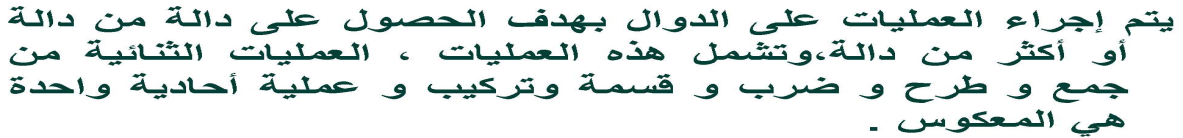 يتم إجراء العمليات على الدوال بهدف الحصول على دالة من دالة
أو أكثر من دالة،وتشمل هذه العمليات ، العمليات الثنائية من
جمع و طرح و ضرب و قسمة وتركيب و عملية أحادية واحدة
هي المعكوس .